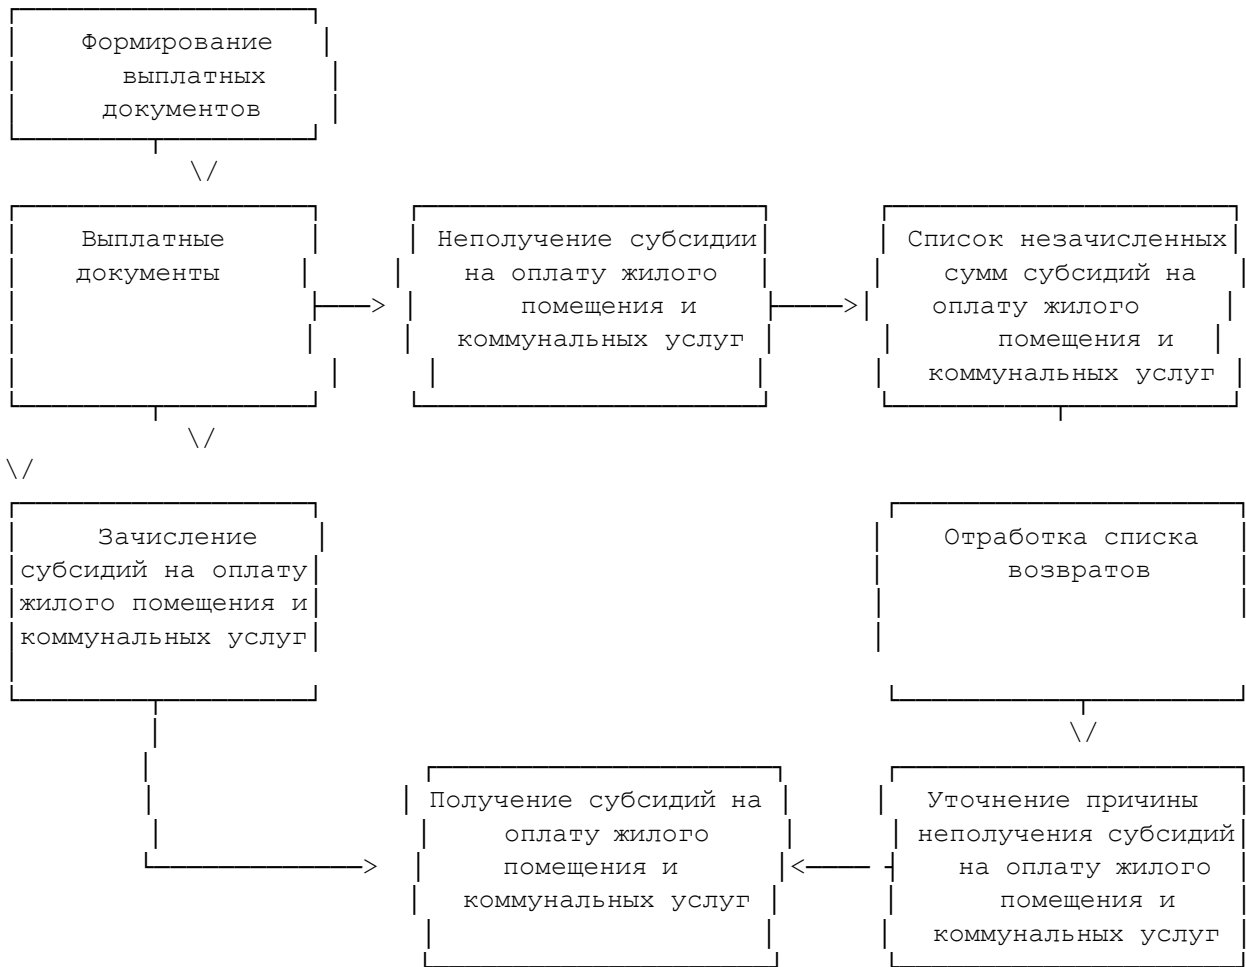 Формирование
выплатных
документов
\/
Выплатные
документы
Неполучение субсидии
на оплату жилого
помещения и
коммунальных услуг
Список незачисленных
сумм субсидий на
оплату жилого
помещения и
коммунальных услуг
\/
\/
Зачисление
субсидий на оплату
жилого помещения и
коммунальных услуг
Отработка списка
возвратов
\/
Получение субсидий на
оплату жилого
помещения и
коммунальных услуг
Уточнение причины
неполучения субсидий
на оплату жилого
помещения и
коммунальных услуг